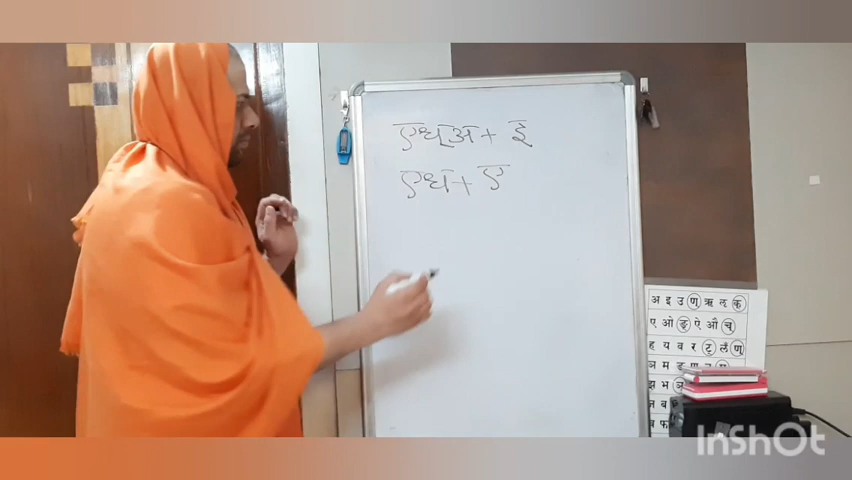 एध्अ + इ
एध + ए
अ इ उ ण् ऋ लृ क्
ए ओ ङ् ऐ औ च्
ह य व र ट् लँ ण्
ञ म ङ ण न
झ भ
ज ब
ब फ
InShOt